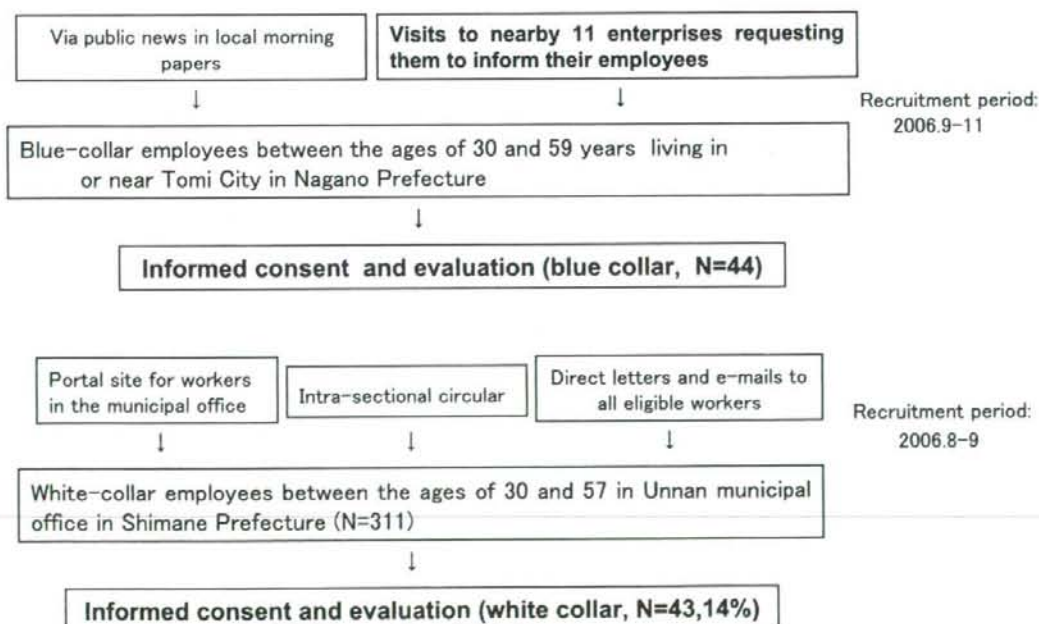 Via public news in local morning
papers
Visits to nearby 11 enterprises requesting
them to inform their employees
Recruitment period:
2006.9-11
Blue-collar employees between the ages of 30 and 59 years living in
or near Tomi City in Nagano Prefecture
Informed consent and evaluation (blue collar, N=44)
Portal site for workers
in the municipal office
Intra-sectional circular
Direct letters and e-mails to
all eligible workers
Recruitment period:
2006.8-9
White-collar employees between the ages of 30 and 57 in Unnan municipal
office in Shimane Prefecture (N=311)
Informed consent and evaluation (white collar, N=43,14%)